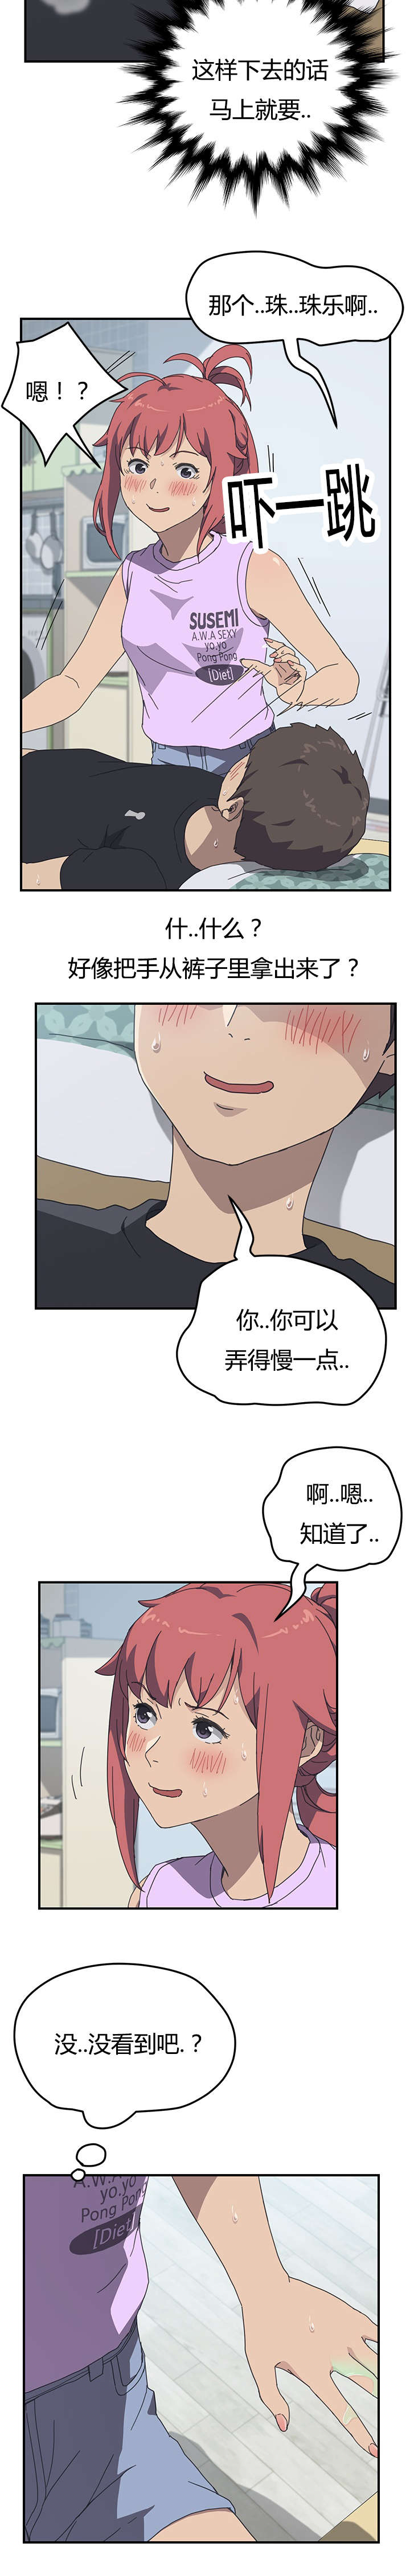 这样下去的话
马上就要..
那个..珠..珠乐啊..
嗯！？
吓一跳
SUSEMI
A.W.A SEXY
yo.yo
Pong Pong
[Diet]
什..什么？
好像把手从裤子里拿出来了？
你..你可以
弄得慢一点..
啊..嗯..
知道了..
没..没看到吧.？
A.W.A
yo.yo
Pong Pong
[Diet]